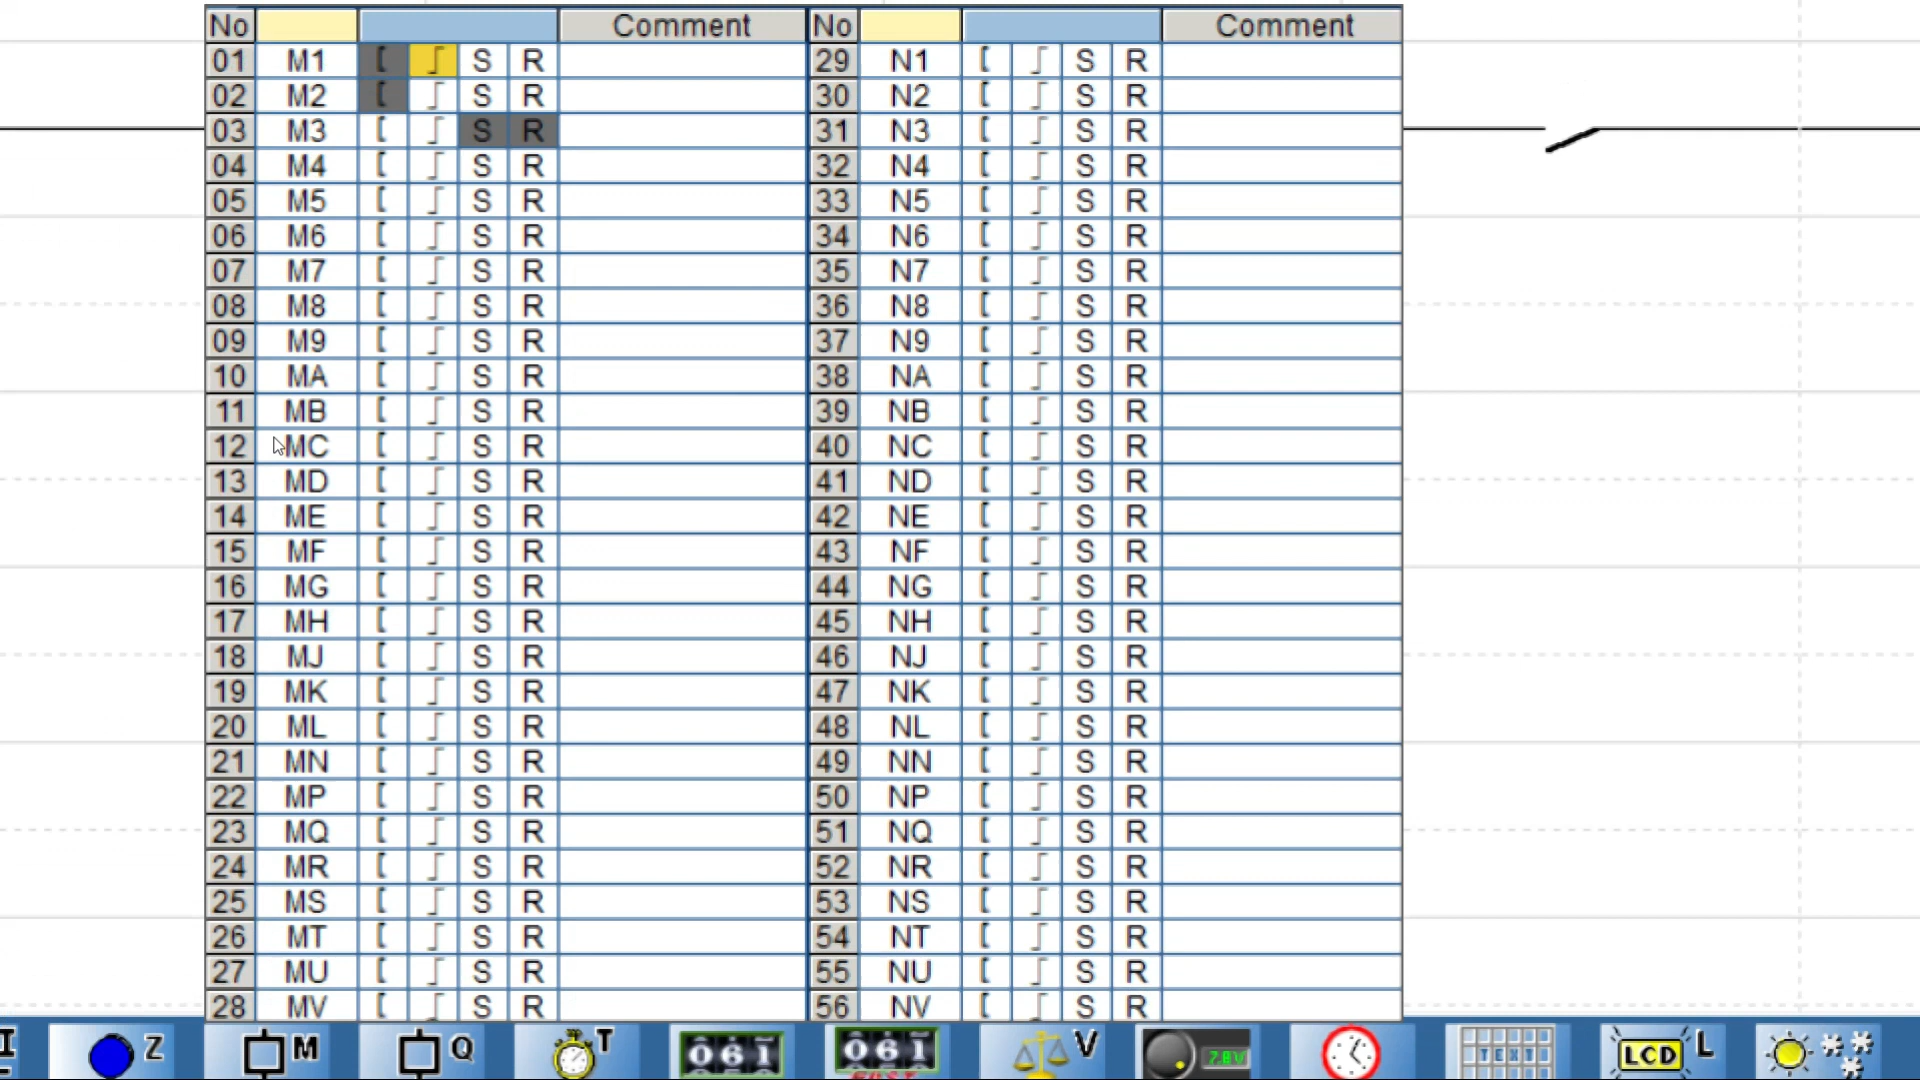 No Comment No Comment
01 M1 [ ∫ S R 29 N1 [ ∫ S R
02 M2 [ ∫ S R 30 N2 [ ∫ S R
03 M3 [ ∫ S R 31 N3 [ ∫ S R
04 M4 [ ∫ S R 32 N4 [ ∫ S R
05 M5 [ ∫ S R 33 N5 [ ∫ S R
06 M6 [ ∫ S R 34 N6 [ ∫ S R
07 M7 [ ∫ S R 35 N7 [ ∫ S R
08 M8 [ ∫ S R 36 N8 [ ∫ S R
09 M9 [ ∫ S R 37 N9 [ ∫ S R
10 MA [ ∫ S R 38 NA [ ∫ S R
11 MB [ ∫ S R 39 NB [ ∫ S R
12 MC [ ∫ S R 40 NC [ ∫ S R
13 MD [ ∫ S R 41 ND [ ∫ S R
14 ME [ ∫ S R 42 NE [ ∫ S R
15 MF [ ∫ S R 43 NF [ ∫ S R
16 MG [ ∫ S R 44 NG [ ∫ S R
17 MH [ ∫ S R 45 NH [ ∫ S R
18 MJ [ ∫ S R 46 NJ [ ∫ S R
19 MK [ ∫ S R 47 NK [ ∫ S R
20 ML [ ∫ S R 48 NL [ ∫ S R
21 MN [ ∫ S R 49 NN [ ∫ S R
22 MP [ ∫ S R 50 NP [ ∫ S R
23 MQ [ ∫ S R 51 NQ [ ∫ S R
24 MR [ ∫ S R 52 NR [ ∫ S R
25 MS [ ∫ S R 53 NS [ ∫ S R
26 MT [ ∫ S R 54 NT [ ∫ S R
27 MU [ ∫ S R 55 NU [ ∫ S R
28 MV [ ∫ S R 56 NV [ ∫ S R
I Z M Q T 061 061 V 7.8V TEXT LCD L